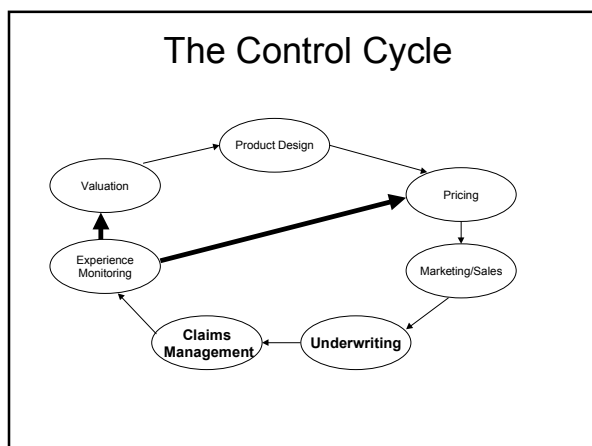 The Control Cycle
Product Design
Valuation
Pricing
Experience
Monitoring
Marketing/Sales
Claims
Management
Underwriting